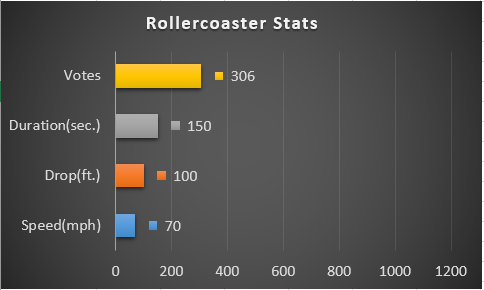 Rollercoaster Stats
Votes 306
Duration(sec.) 150
Drop(ft.) 100
Speed(mph) 70
0 200 400 600 800 1000 1200